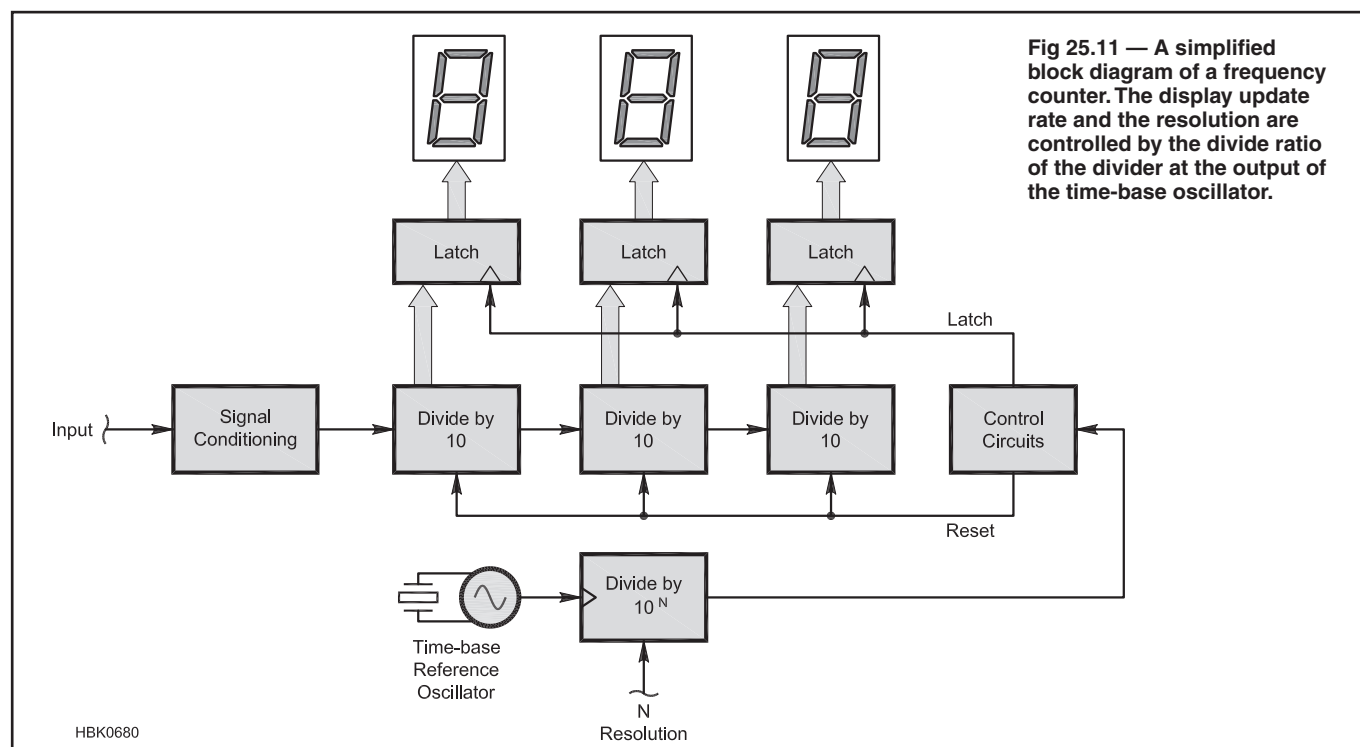 Fig 25.11 — A simplified
block diagram of a frequency
counter. The display update
rate and the resolution are
controlled by the divide ratio
of the divider at the output of
the time-base oscillator.
Latch
Latch
Latch
Latch
Input
Signal
Conditioning
Divide by
10
Divide by
10
Divide by
10
Control
Circuits
Reset
Divide by
10 N
Time-base
Reference
Oscillator
N
Resolution
HBK0680